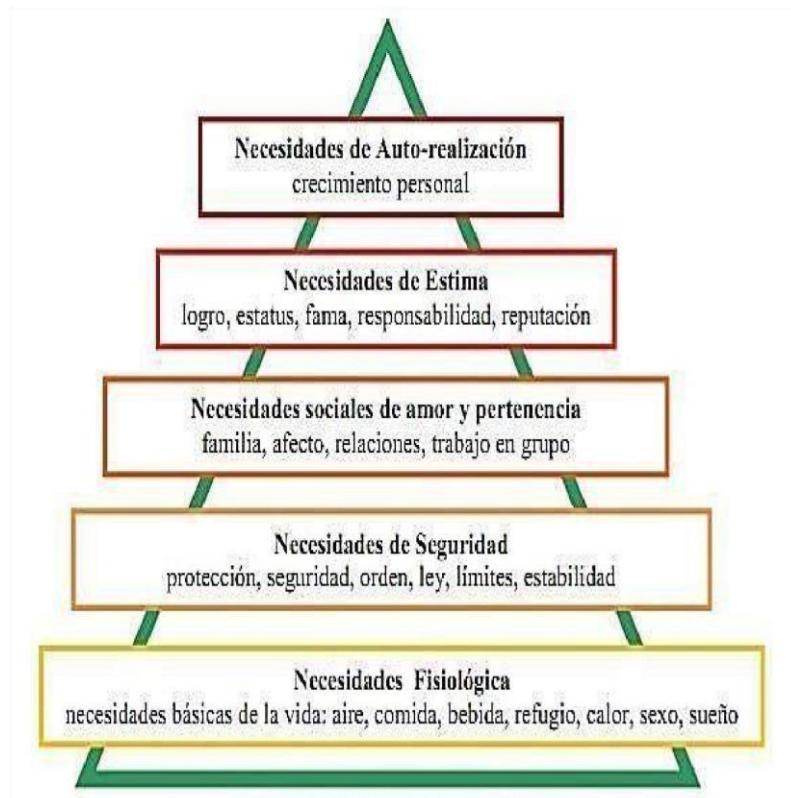 Necesidades de Auto-realización
crecimiento personal
Necesidades de Estima
logro, estatus, fama, responsabilidad, reputación
Necesidades sociales de amor y pertenencia
familia, afecto, relaciones, trabajo en grupo
Necesidades de Seguridad
protección, seguridad, orden, ley, límites, estabilidad
Necesidades Fisiológica
necesidades básicas de la vida: aire, comida, bebida, refugio, calor, sexo, sueño